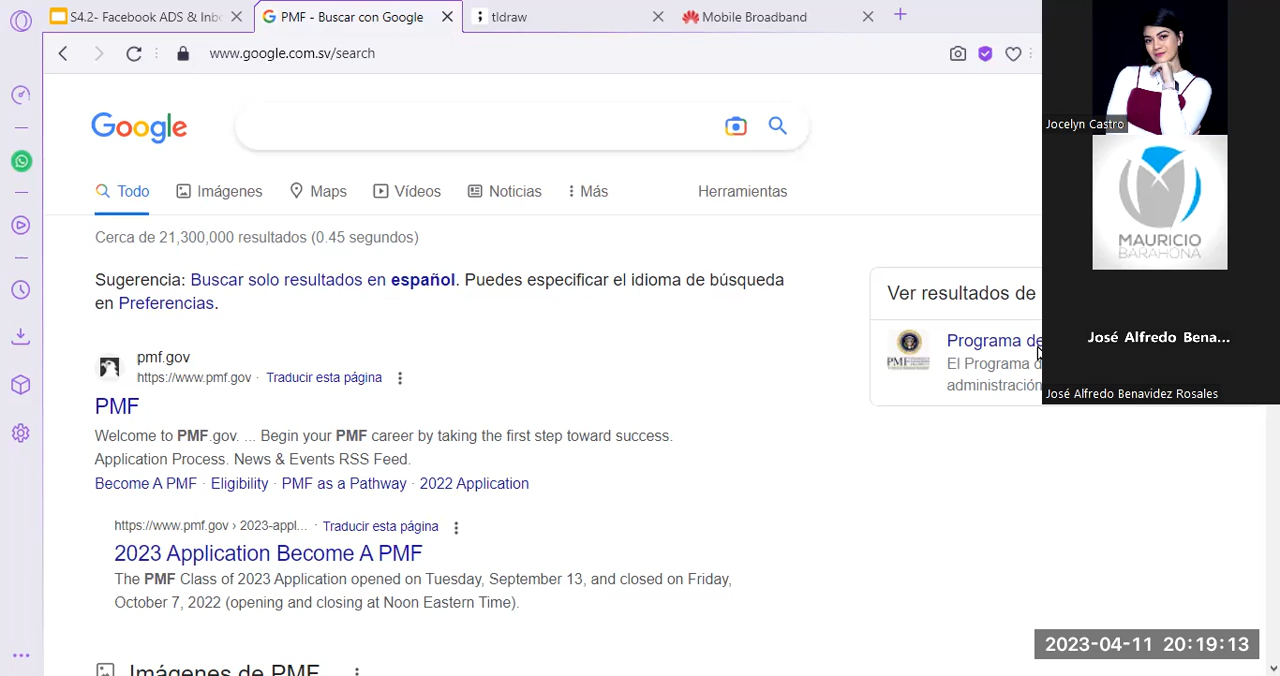 S4.2- Facebook ADS & Inb
PMF - Buscar con Google
tldraw
Mobile Broadband
www.google.com.sv/search
Google
Todo
Imágenes
Maps
Vídeos
Noticias
Más
Herramientas
Cerca de 21,300,000 resultados (0.45 segundos)
Sugerencia: Buscar solo resultados en español. Puedes especificar el idioma de búsqueda
en Preferencias.
pmf.gov
https://www.pmf.gov · Traducir esta página
PMF
Welcome to PMF.gov. ... Begin your PMF career by taking the first step toward success.
Application Process. News & Events RSS Feed.
Become A PMF · Eligibility · PMF as a Pathway · 2022 Application
https://www.pmf.gov › 2023-appl... · Traducir esta página
2023 Application Become A PMF
The PMF Class of 2023 Application opened on Tuesday, September 13, and closed on Friday,
October 7, 2022 (opening and closing at Noon Eastern Time).
Imágenes de PMF
Ver resultados de
PMF
Programa de
El Programa d
administración
Jocelyn Castro
MAURICIO
BARAHONA
José Alfredo Bena...
José Alfredo Benavidez Rosales
2023-04-11 20:19:13